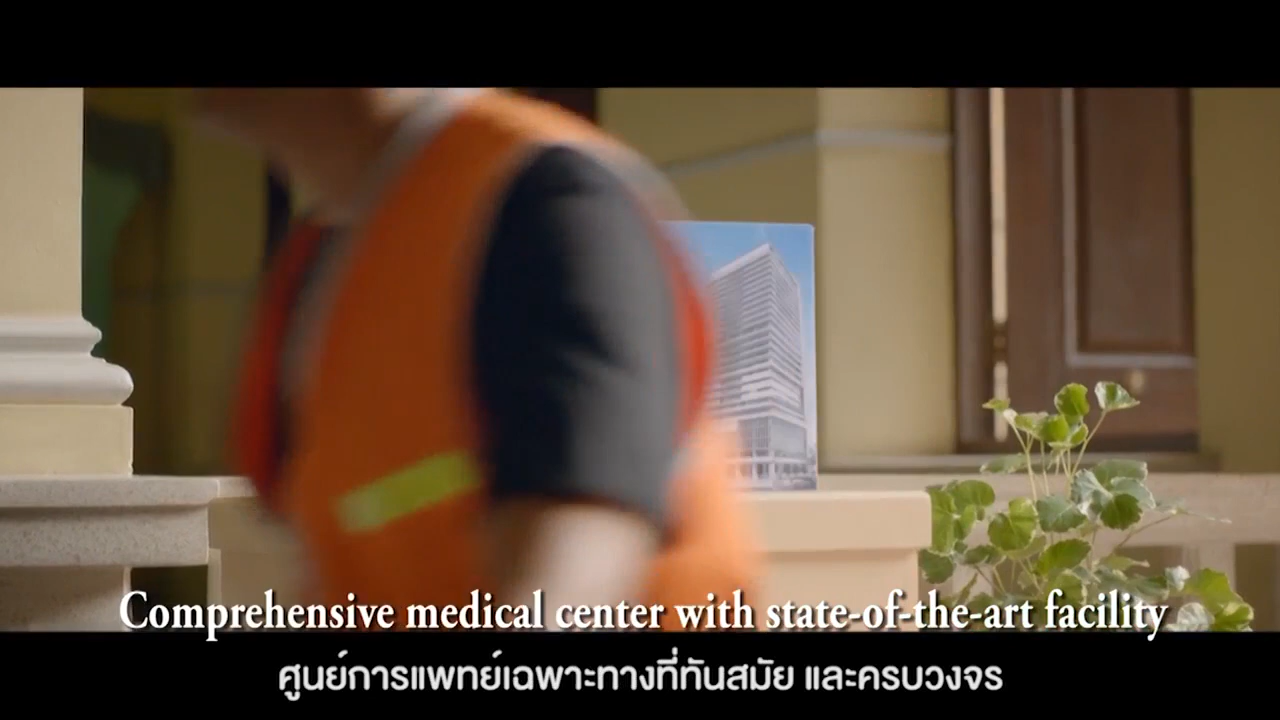 Comprehensive medical center with state-of-the-art facility
ศูนย์การแพทย์เฉพาะทางที่ทันสมัย และครบวงจร